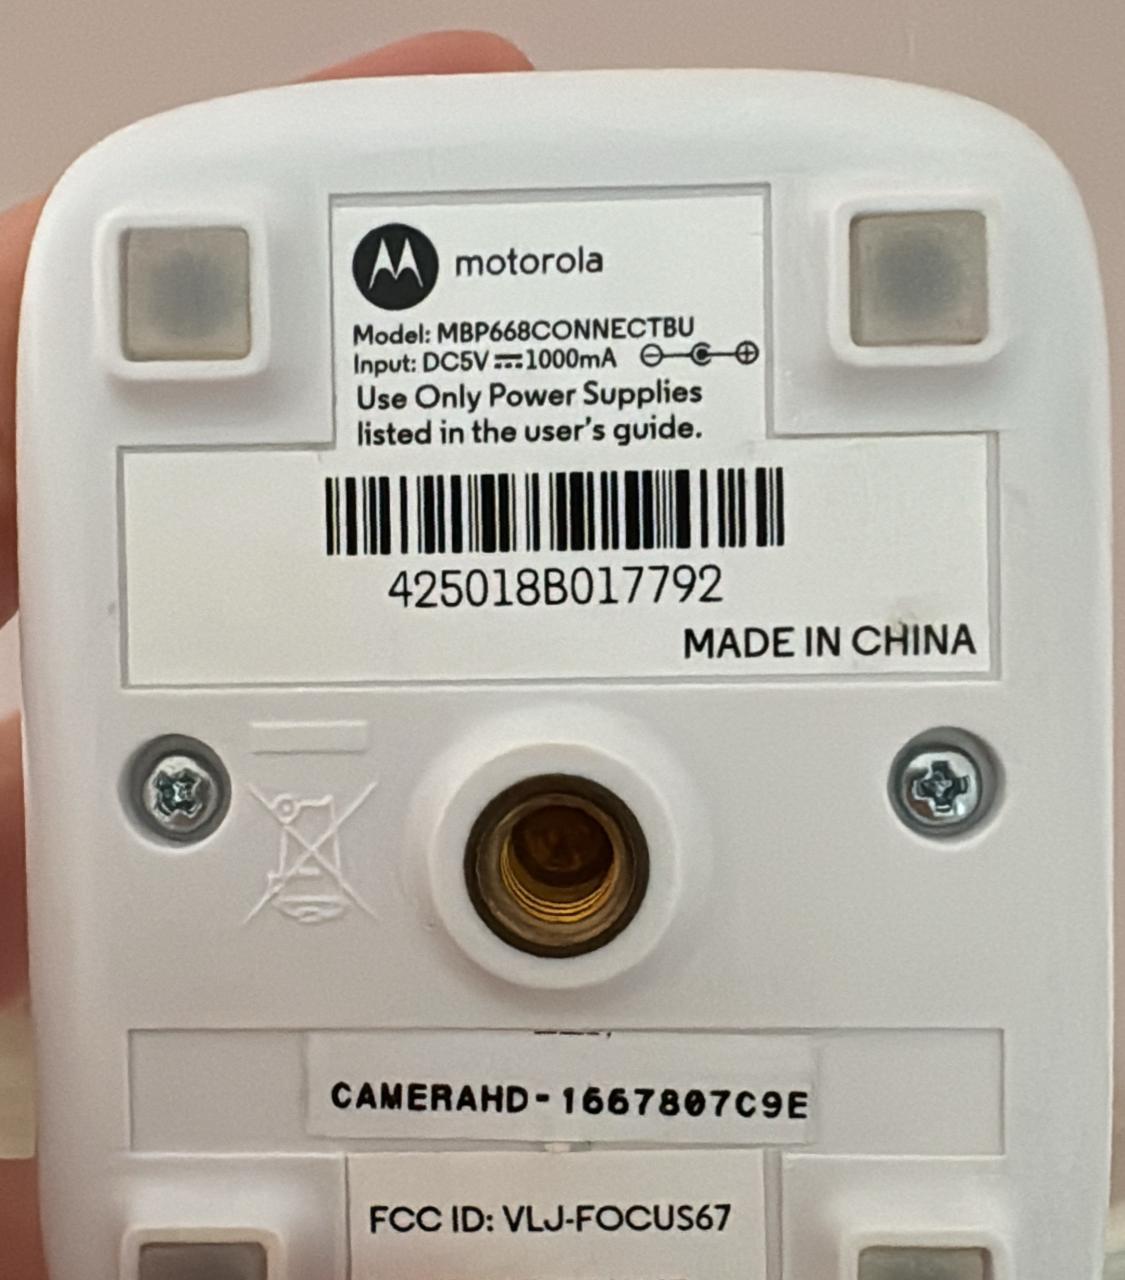 motorola
Model: MBP668CONNECTBU
Input: DC5V⎓1000mA
Use Only Power Supplies
listed in the user's guide.
425018B017792
MADE IN CHINA
CAMERAHD-1667807C9E
FCC ID: VLJ-FOCUS67